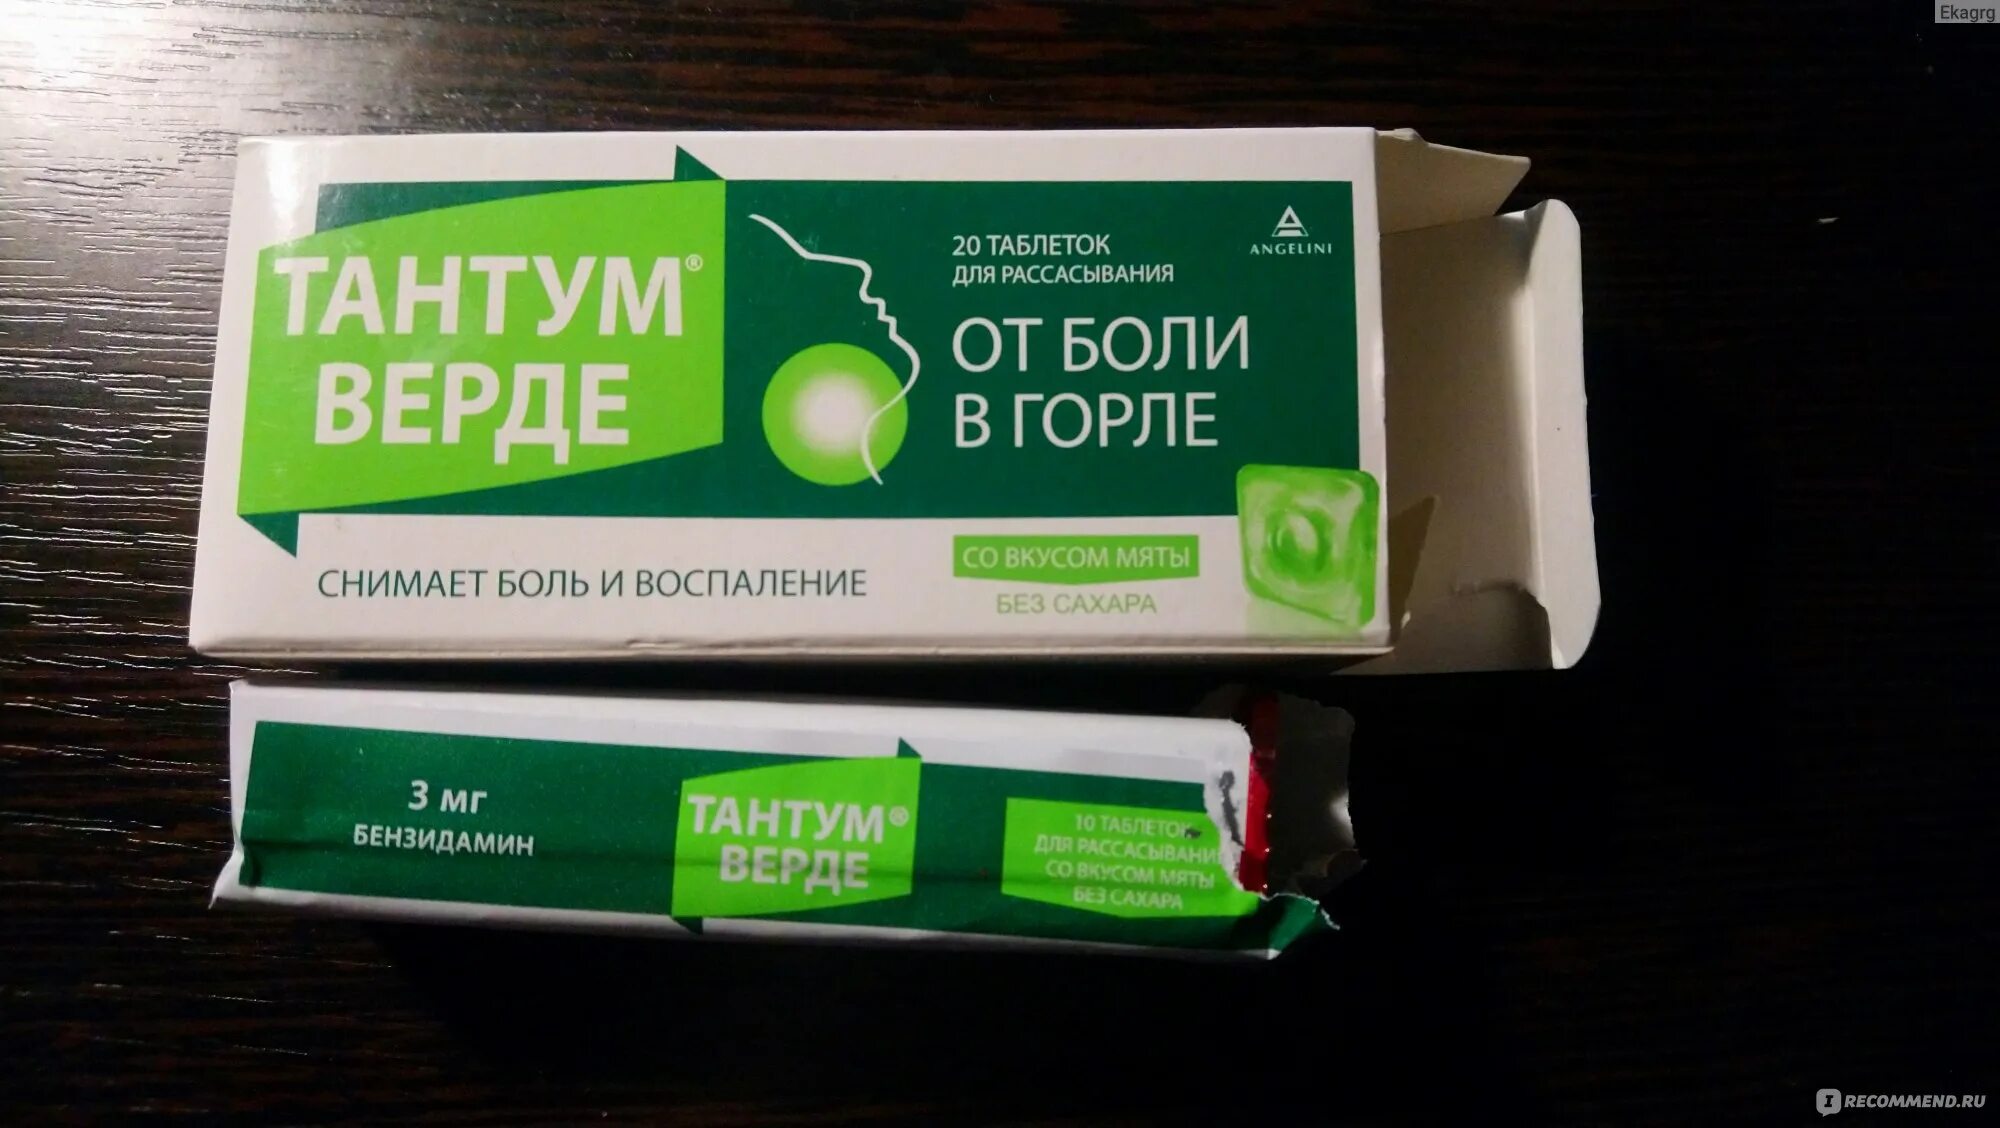 Ekagrg
ТАНТУМ®
ВЕРДЕ
20 ТАБЛЕТОК
ДЛЯ РАССАСЫВАНИЯ
ОТ БОЛИ
В ГОРЛЕ
ANGELINI
СНИМАЕТ БОЛЬ И ВОСПАЛЕНИЕ
СО ВКУСОМ МЯТЫ
БЕЗ САХАРА
3 мг
БЕНЗИДАМИН
ТАНТУМ®
ВЕРДЕ
10 ТАБЛЕТОК
ДЛЯ РАССАСЫВАНИ
СО ВКУСОМ МЯТЫ
БЕЗ САХАРА
I RECOMMEND.RU